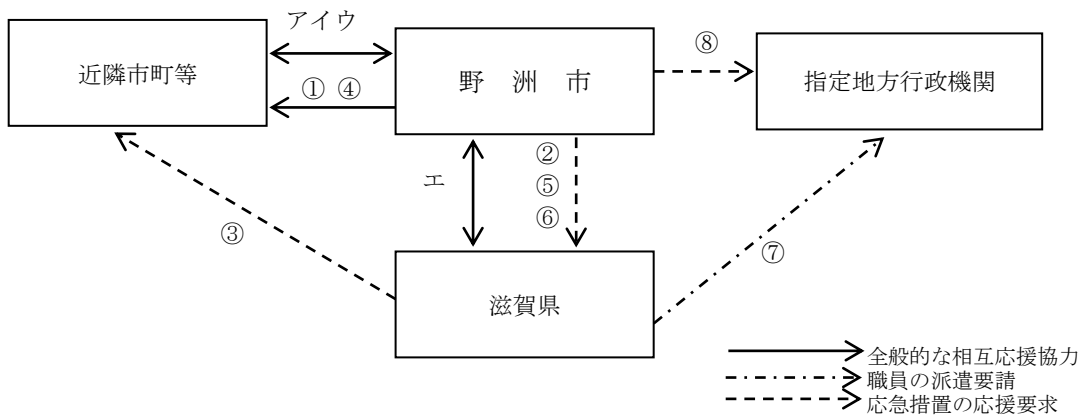 アイウ
近隣市町等
① ④
野 洲 市
⑧
指定地方行政機関
エ
②
⑤
⑥
③
⑦
滋賀県
全般的な相互応援協力
職員の派遣要請
応急措置の応援要求